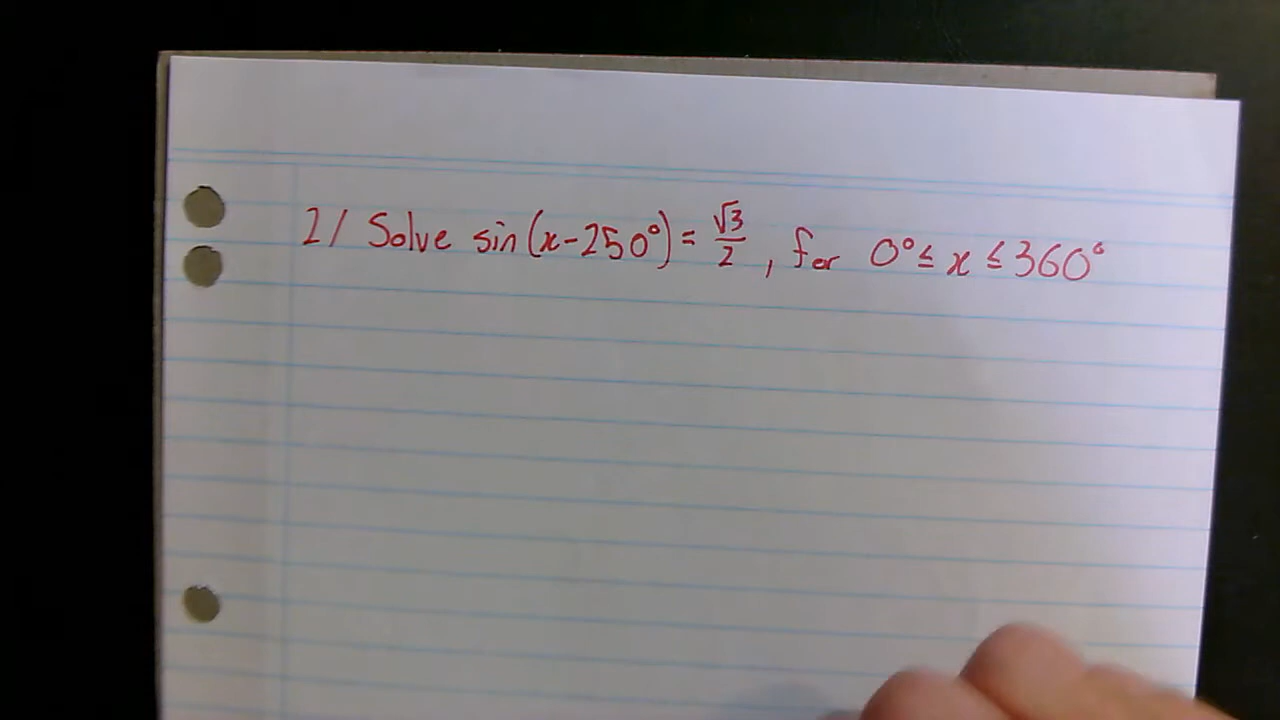 2/ Solve sin(x-250°) = √3/2, for 0° ≤ x ≤ 360°